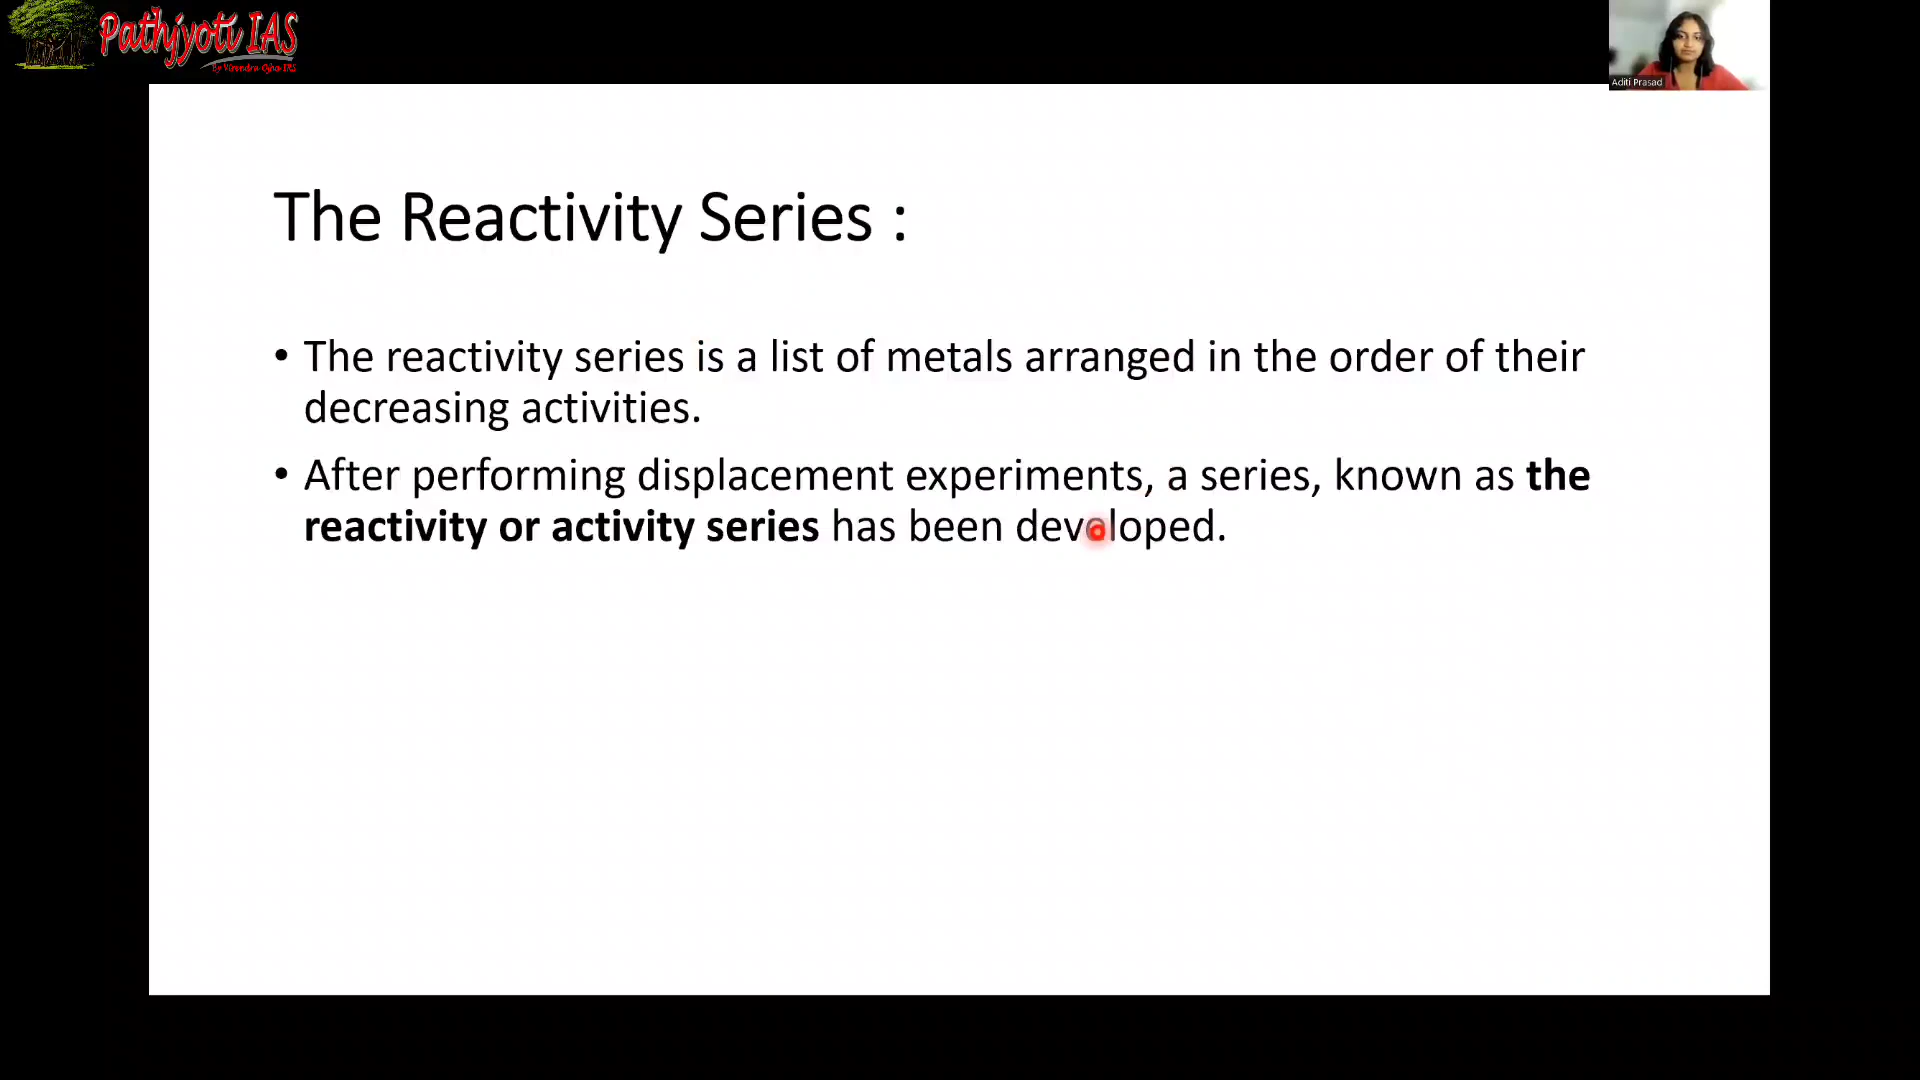 Pathjyoti IAS
By Virendra Ojha IRS
Aditi Prasad
The Reactivity Series :
• The reactivity series is a list of metals arranged in the order of their
decreasing activities.
• After performing displacement experiments, a series, known as the
reactivity or activity series has been developed.